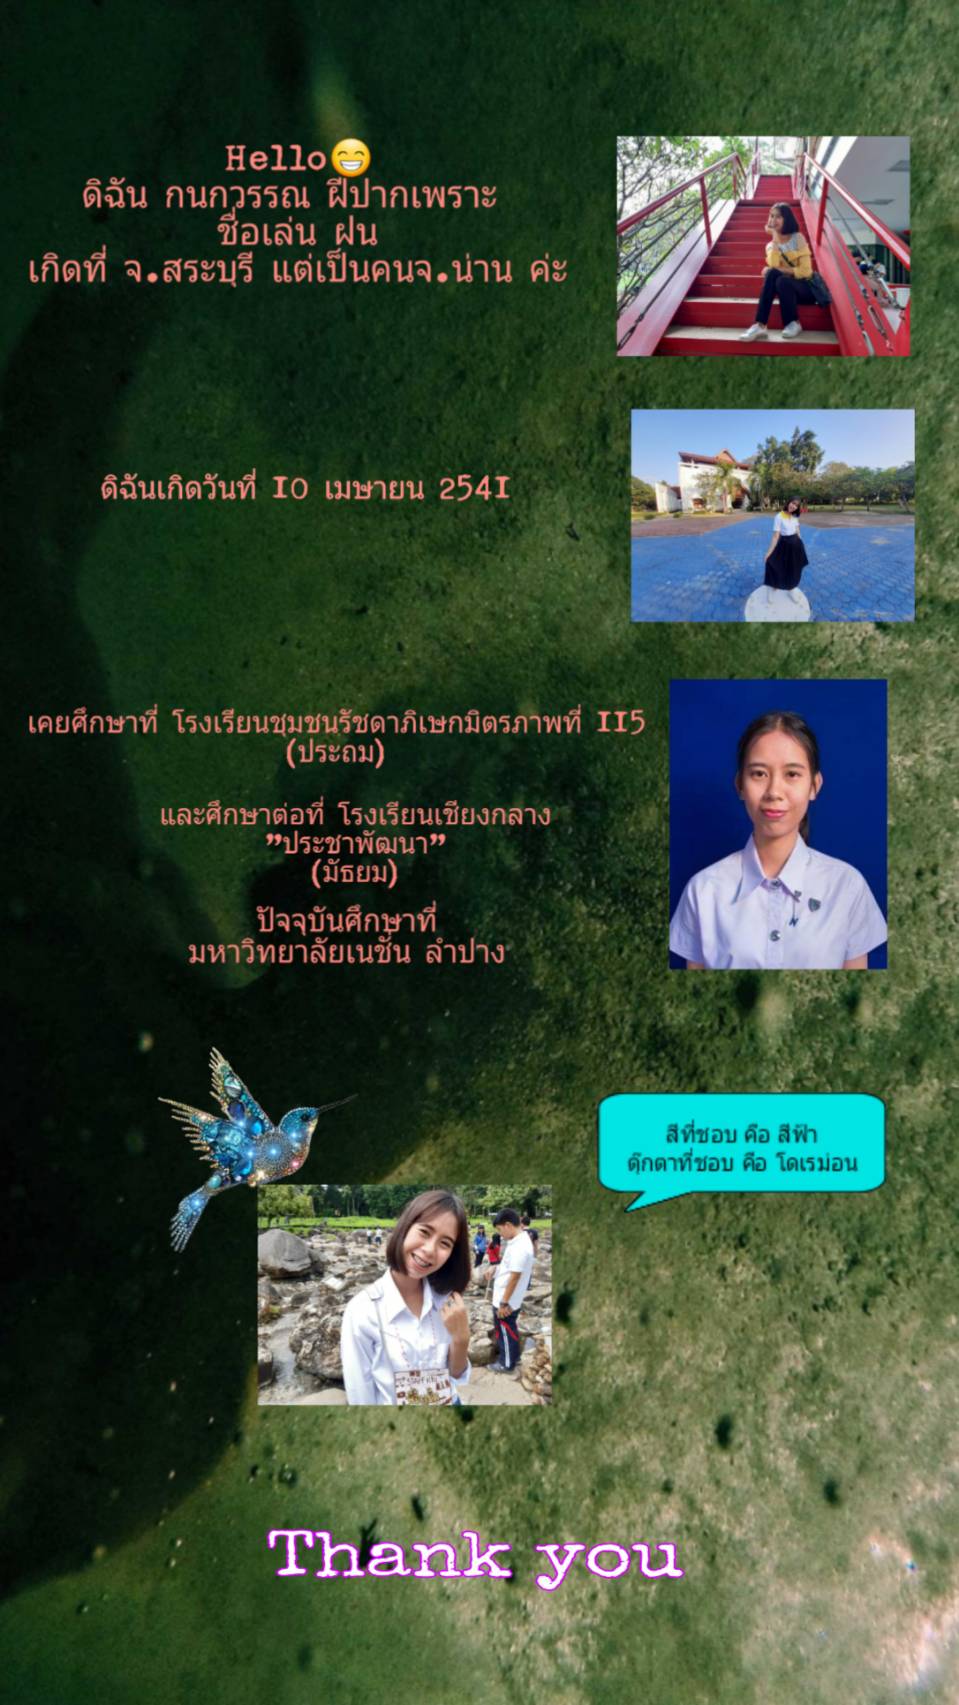 Hello😁
ดิฉัน กนกวรรณ ฝีปากเพราะ
ชื่อเล่น ฝน
เกิดที่ จ.สระบุรี แต่เป็นคนจ.น่าน ค่ะ
ดิฉันเกิดวันที่ 10 เมษายน 2541
เคยศึกษาที่ โรงเรียนชุมชนรัชดาภิเษกมิตรภาพที่ 115
(ประถม)
และศึกษาต่อที่ โรงเรียนเชียงกลาง
"ประชาพัฒนา"
(มัธยม)
ปัจจุบันศึกษาที่
มหาวิทยาลัยเนชั่น ลำปาง
สีที่ชอบ คือ สีฟ้า
ตุ๊กตาที่ชอบ คือ โดเรม่อน
Thank you